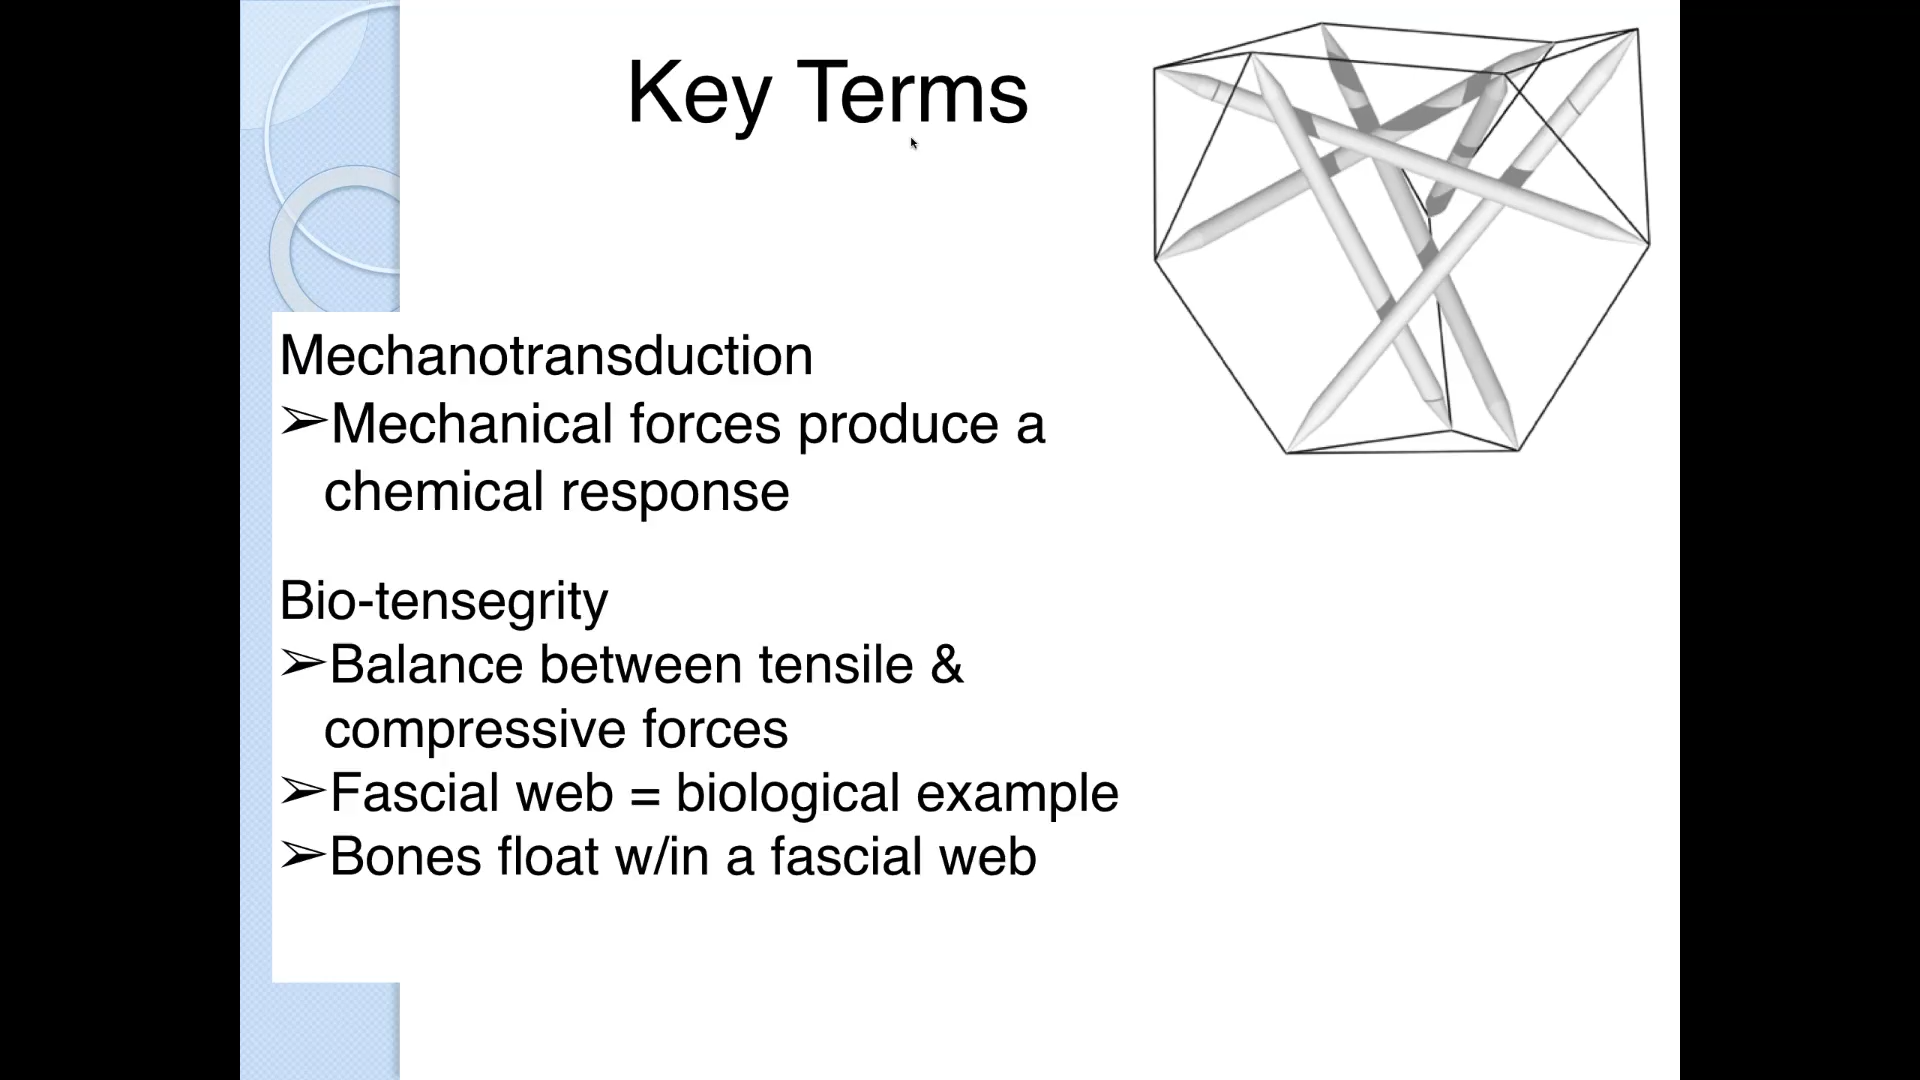 Key Terms
Mechanotransduction
➢Mechanical forces produce a
chemical response
Bio-tensegrity
➢Balance between tensile &
compressive forces
➢Fascial web = biological example
➢Bones float w/in a fascial web